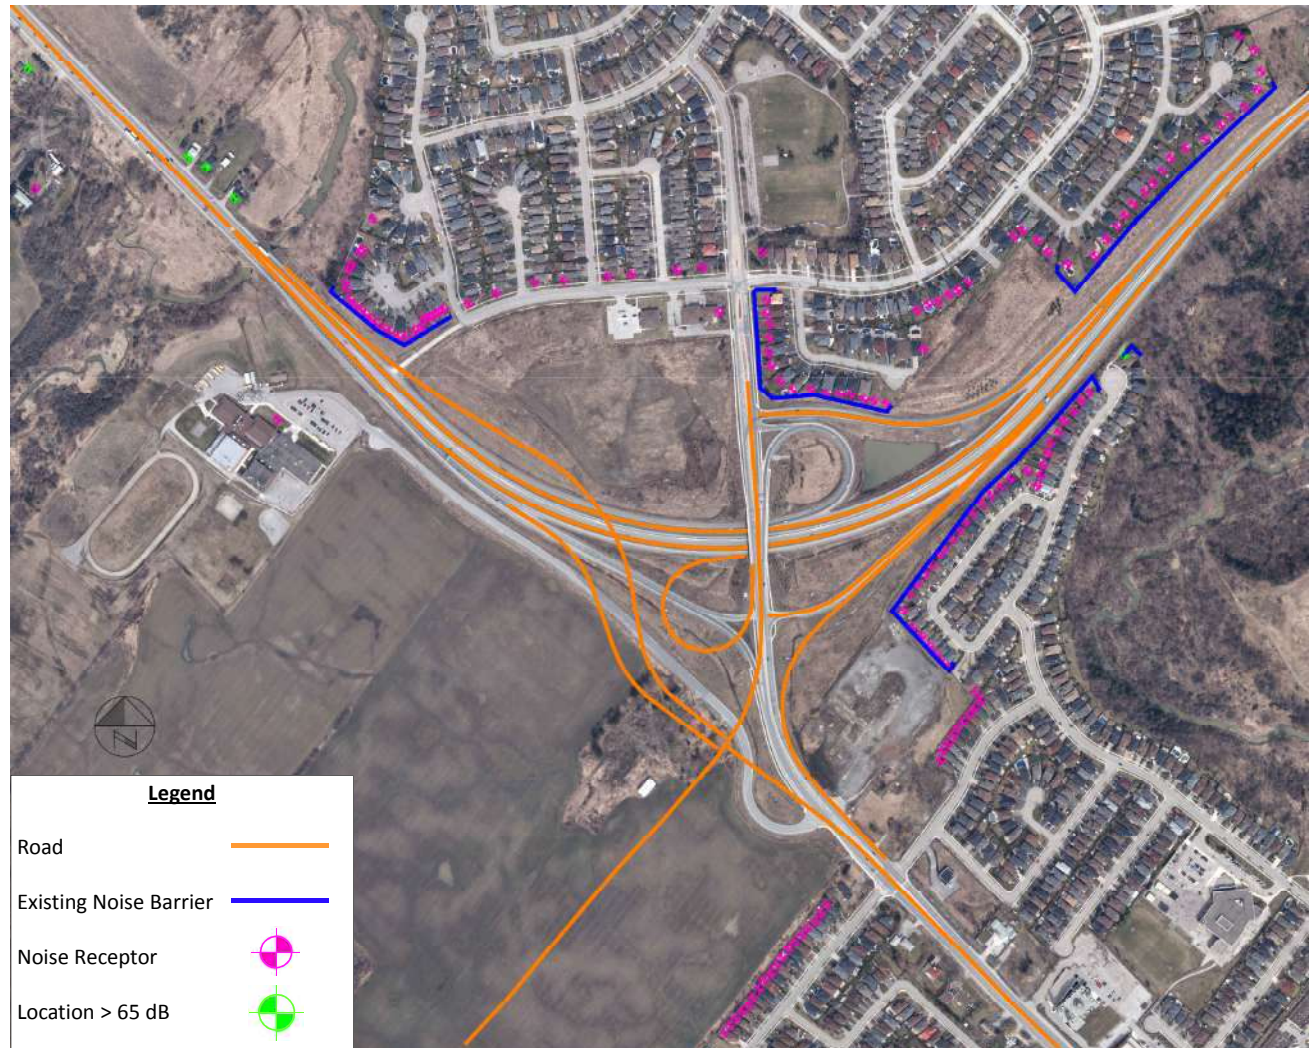 N
Legend
Road
Existing Noise Barrier
Noise Receptor
Location > 65 dB